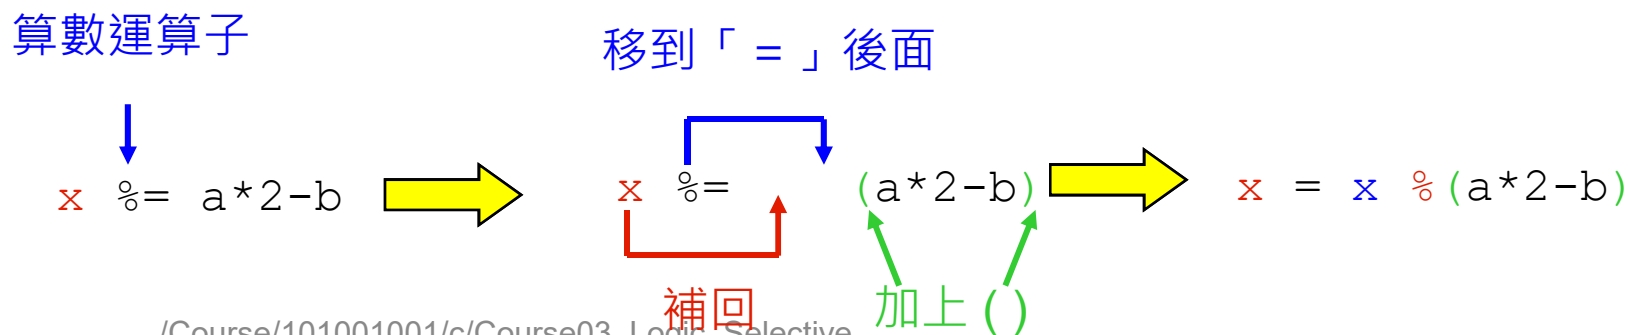 算數運算子
移到「 = 」後面
x %= a*2-b
x %= (a*2-b)
x = x %(a*2-b)
補回
加上()
/Course/101001001/c/Course03_Logic_Selective